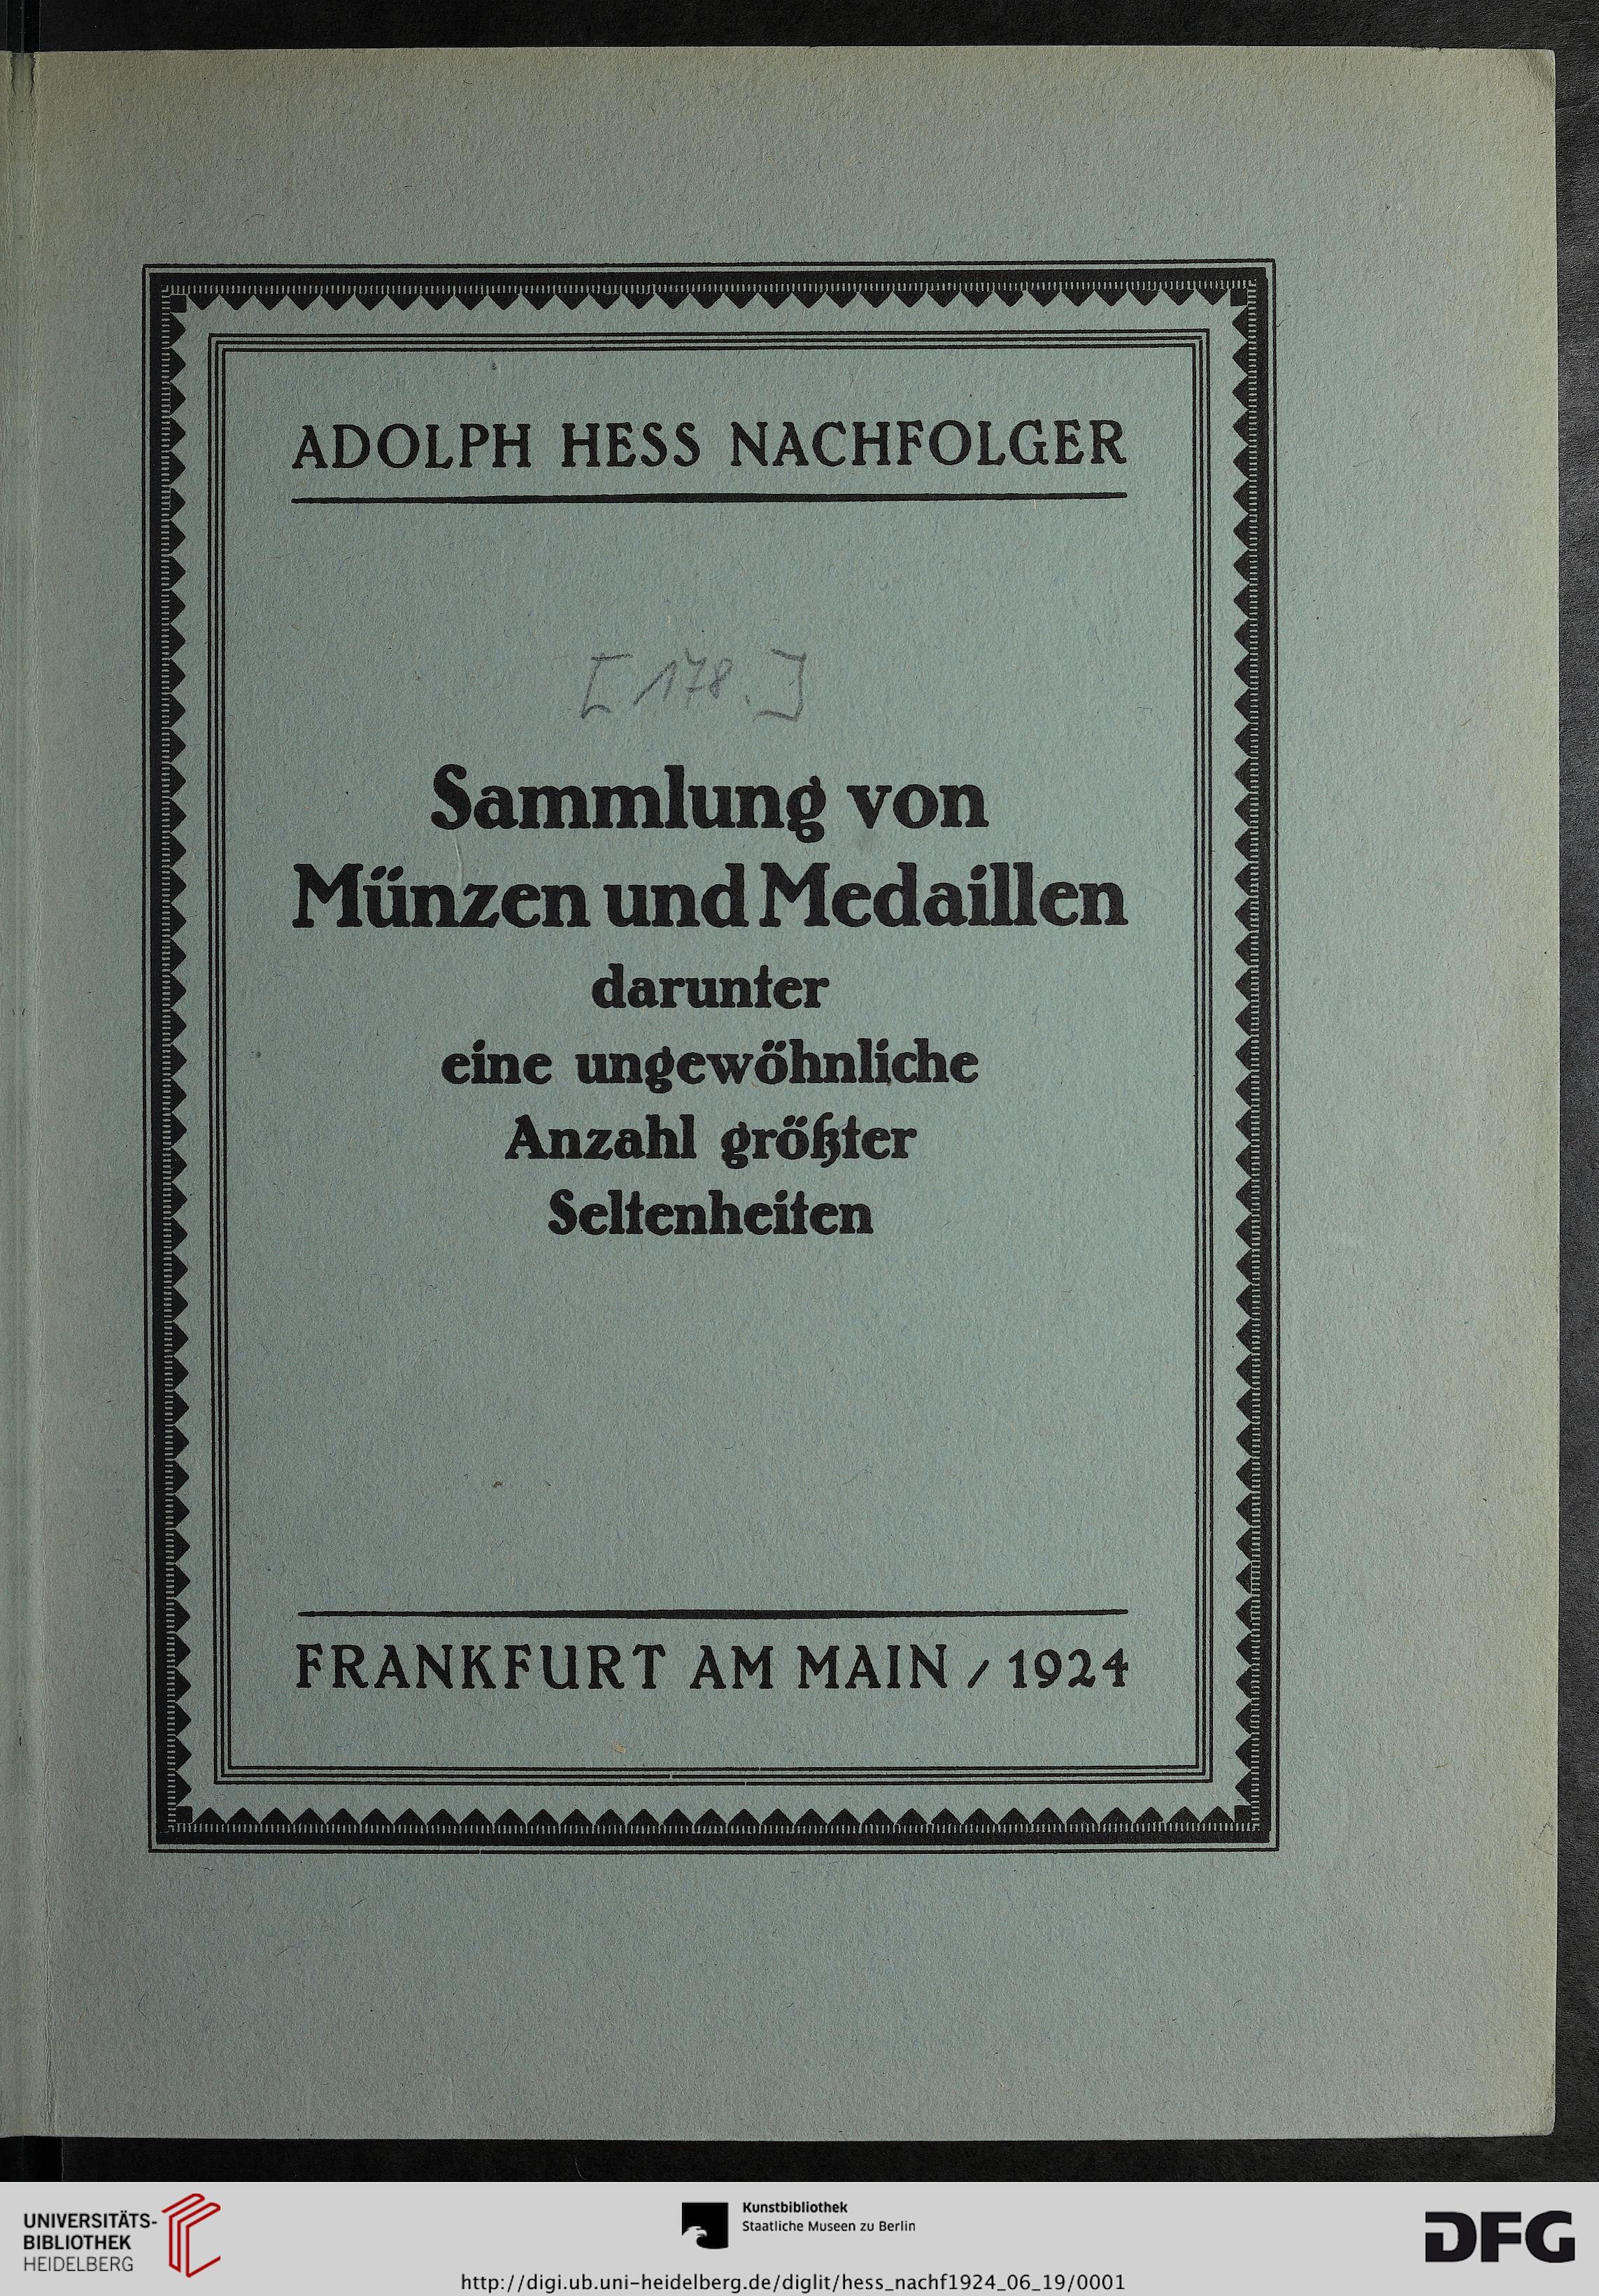 ADOLPH HESS NACHFOLGER
[178.]
Sammlung von
Münzen und Medaillen
darunter
eine ungewöhnliche
Anzahl größter
Seltenheiten
FRANKFURT AM MAIN / 1924
UNIVERSITÄTS-
BIBLIOTHEK
HEIDELBERG
Kunstbibliothek
Staatliche Museen zu Berlin
DFG
http://digi.ub.uni-heidelberg.de/diglit/hess_nachf1924_06_19/0001